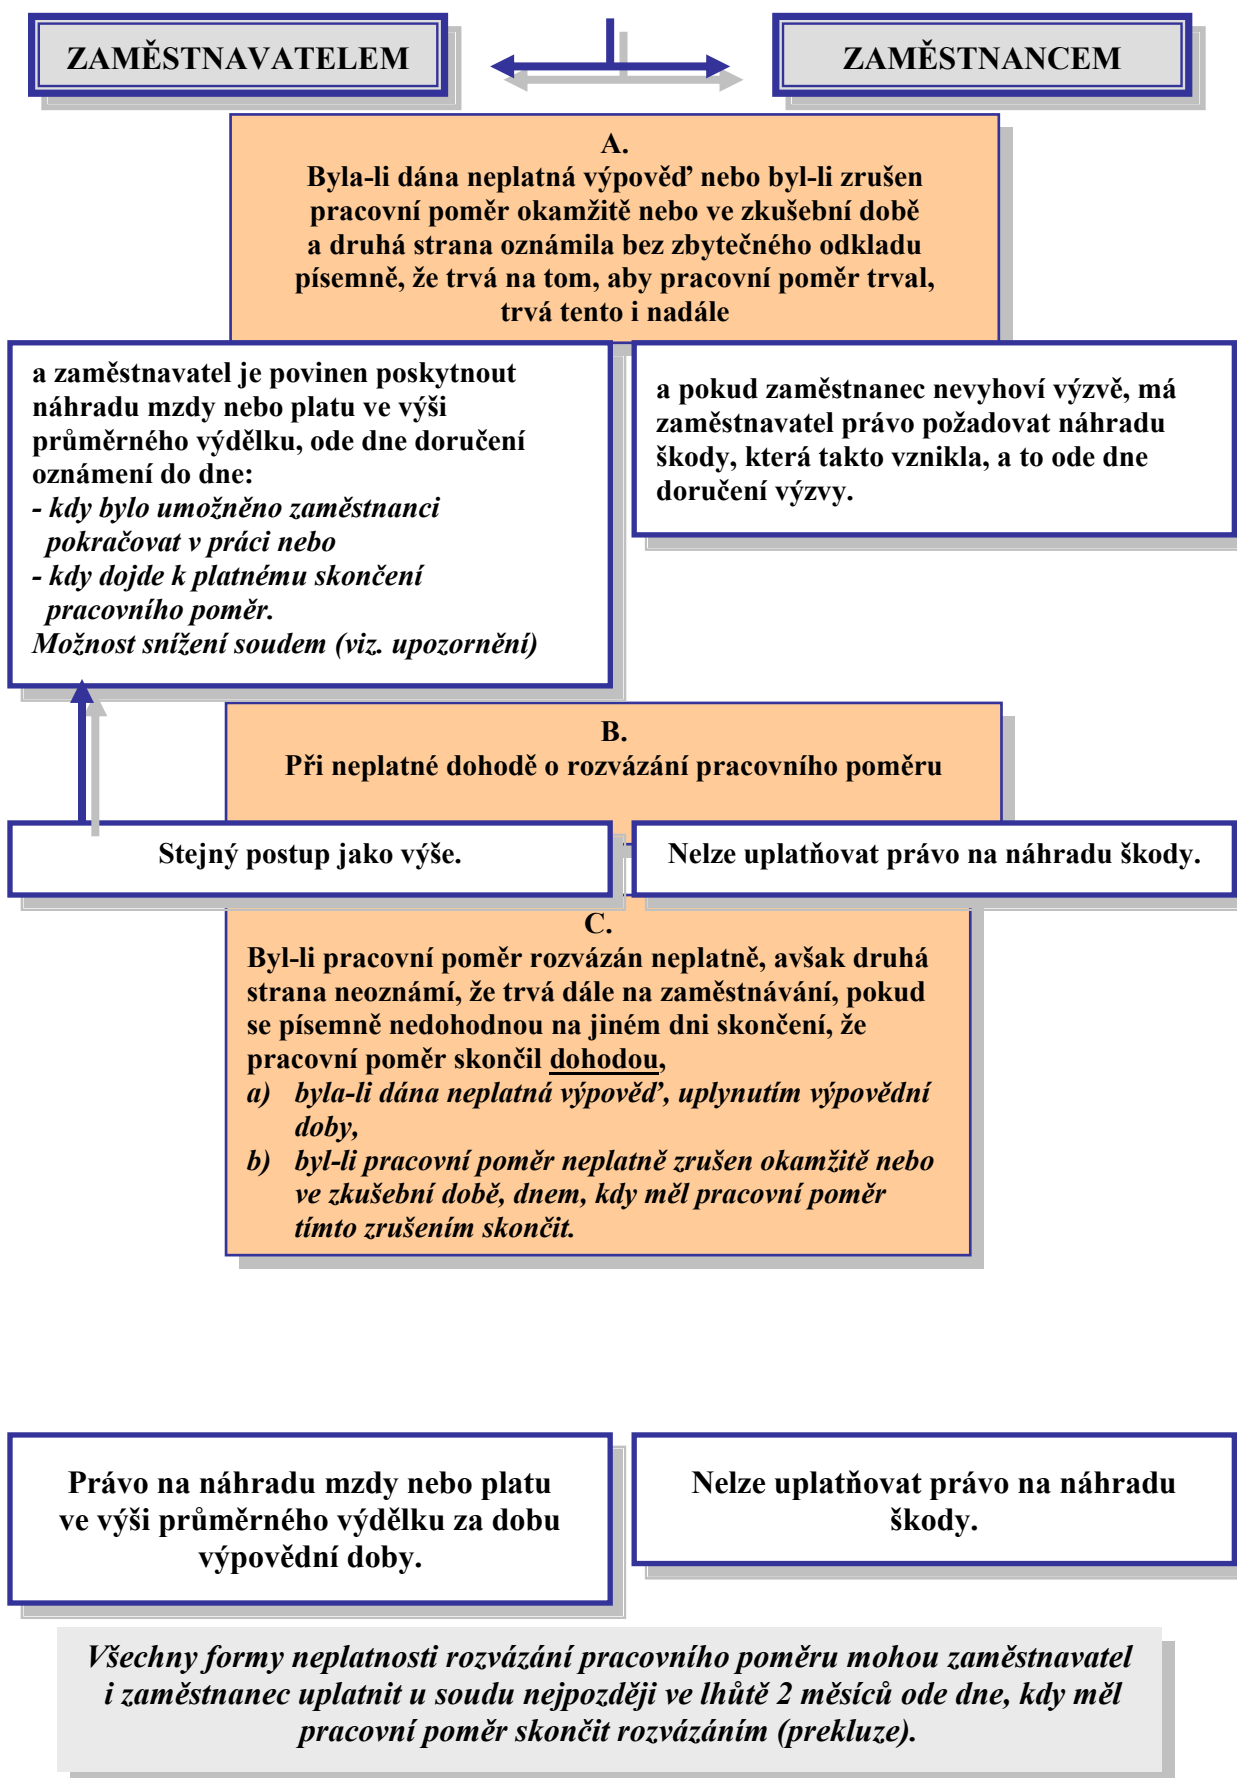 ZAMĚSTNAVATELEM
ZAMĚSTNANCEM
A.
Byla-li dána neplatná výpověď nebo byl-li zrušen
pracovní poměr okamžitě nebo ve zkušební době
a druhá strana oznámila bez zbytečného odkladu
písemně, že trvá na tom, aby pracovní poměr trval,
trvá tento i nadále
a zaměstnavatel je povinen poskytnout
náhradu mzdy nebo platu ve výši
průměrného výdělku, ode dne doručení
oznámení do dne:
- kdy bylo umožněno zaměstnanci
pokračovat v práci nebo
- kdy dojde k platnému skončení
pracovního poměr.
Možnost snížení soudem (viz. upozornění)
a pokud zaměstnanec nevyhoví výzvě, má
zaměstnavatel právo požadovat náhradu
škody, která takto vznikla, a to ode dne
doručení výzvy.
B.
Při neplatné dohodě o rozvázání pracovního poměru
Stejný postup jako výše.
Nelze uplatňovat právo na náhradu škody.
C.
Byl-li pracovní poměr rozvázán neplatně, avšak druhá
strana neoznámí, že trvá dále na zaměstnávání, pokud
se písemně nedohodnou na jiném dni skončení, že
pracovní poměr skončil dohodou,
a) byla-li dána neplatná výpověď, uplynutím výpovědní
doby,
b) byl-li pracovní poměr neplatně zrušen okamžitě nebo
ve zkušební době, dnem, kdy měl pracovní poměr
tímto zrušením skončit.
Právo na náhradu mzdy nebo platu
ve výši průměrného výdělku za dobu
výpovědní doby.
Nelze uplatňovat právo na náhradu
škody.
Všechny formy neplatnosti rozvázání pracovního poměru mohou zaměstnavatel
i zaměstnanec uplatnit u soudu nejpozději ve lhůtě 2 měsíců ode dne, kdy měl
pracovní poměr skončit rozvázáním (prekluze).